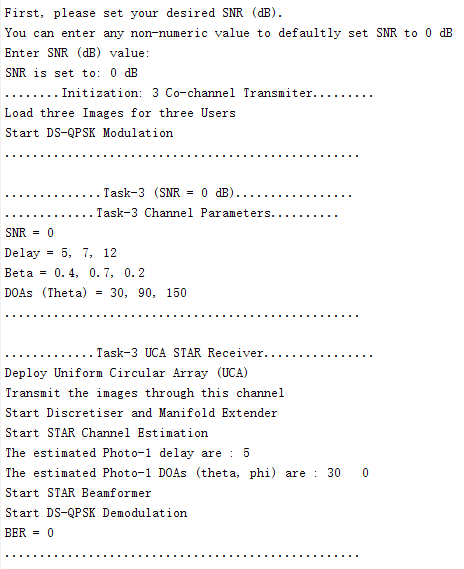 First, please set your desired SNR (dB).
You can enter any non-numeric value to defaultly set SNR to 0 dB
Enter SNR (dB) value:
SNR is set to: 0 dB
........Initization: 3 Co-channel Transmiter.........
Load three Images for three Users
Start DS-QPSK Modulation
....................................................
..............Task-3 (SNR = 0 dB).................
.............Task-3 Channel Parameters..........
SNR = 0
Delay = 5, 7, 12
Beta = 0.4, 0.7, 0.2
DOAs (Theta) = 30, 90, 150
....................................................
.............Task-3 UCA STAR Receiver................
Deploy Uniform Circular Array (UCA)
Transmit the images through this channel
Start Discretiser and Manifold Extender
Start STAR Channel Estimation
The estimated Photo-1 delay are : 5
The estimated Photo-1 DOAs (theta, phi) are : 30   0
Start STAR Beamformer
Start DS-QPSK Demodulation
BER = 0
....................................................